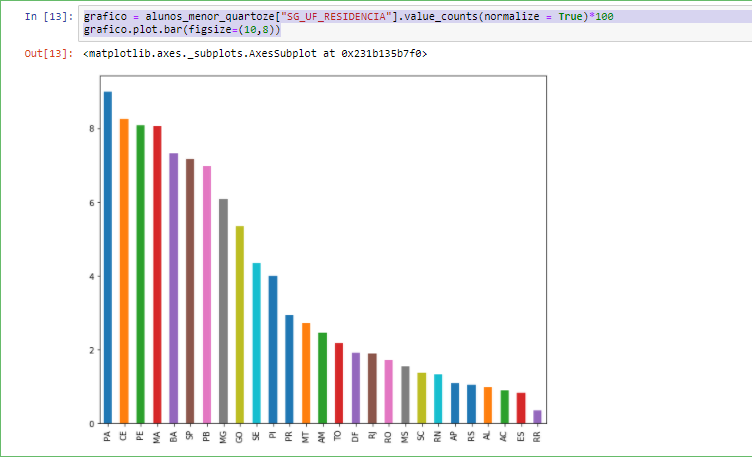 In [13]: grafico = alunos_menor_quartoze["SG_UF_RESIDENCIA"].value_counts(normalize = True)*100
grafico.plot.bar(figsize=(10,8))
Out[13]: <matplotlib.axes._subplots.AxesSubplot at 0x231b135b7f0>
8
6
4
2
0
PA CE PE MA BA SP PB MG GO SE PI PR MT AM TO DF RJ RO MS SC RN AP RS AL AC ES RR